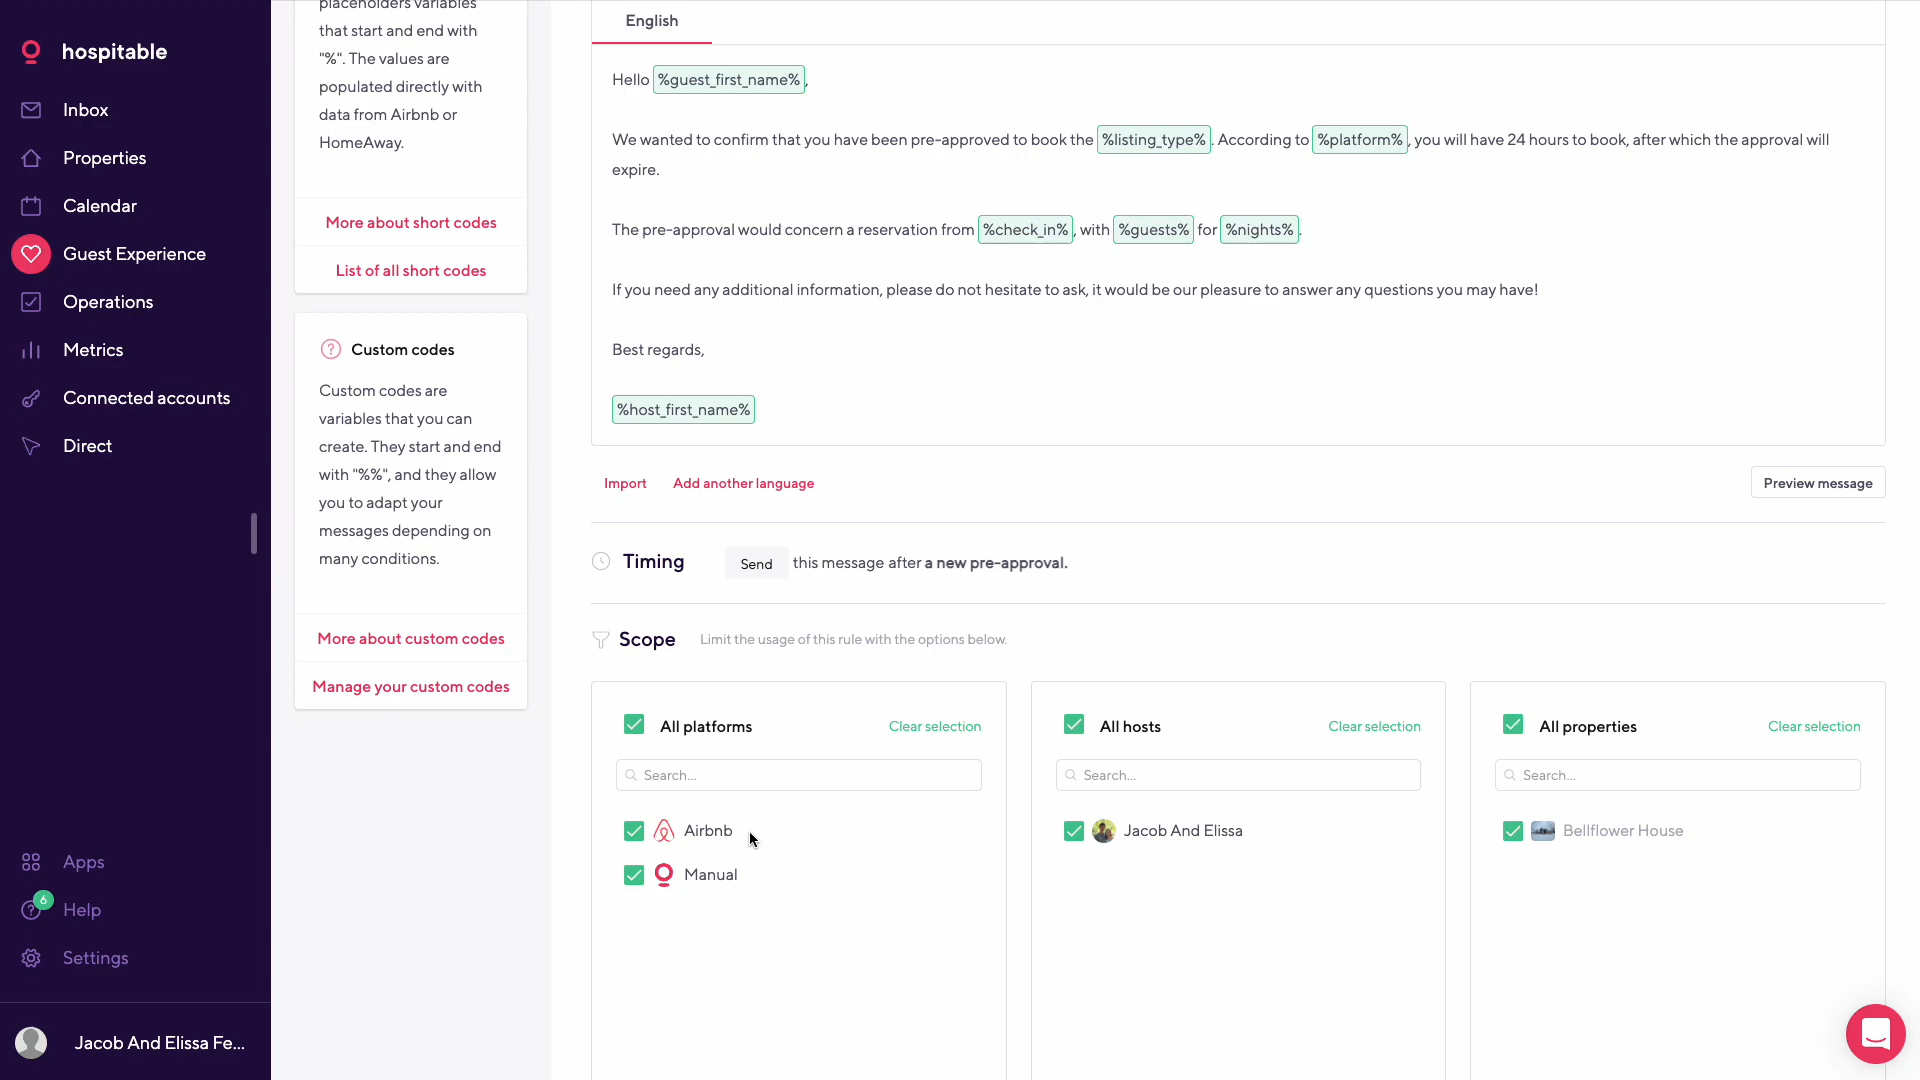 hospitable
Inbox
Properties
Calendar
Guest Experience
Operations
Metrics
Connected accounts
Direct
Apps
6
Help
Settings
Jacob And Elissa Fe...
placeholders variables
that start and end with
"%". The values are
populated directly with
data from Airbnb or
HomeAway.
More about short codes
List of all short codes
Custom codes
Custom codes are
variables that you can
create. They start and end
with "%%", and they allow
you to adapt your
messages depending on
many conditions.
More about custom codes
Manage your custom codes
English
Hello %guest_first_name%,
We wanted to confirm that you have been pre-approved to book the %listing_type%. According to %platform%, you will have 24 hours to book, after which the approval will
expire.
The pre-approval would concern a reservation from %check_in%, with %guests% for %nights%.
If you need any additional information, please do not hesitate to ask, it would be our pleasure to answer any questions you may have!
Best regards,
%host_first_name%
Import Add another language Preview message
Timing Send this message after a new pre-approval.
Scope Limit the usage of this rule with the options below.
All platforms Clear selection
Search...
Airbnb
Manual
All hosts Clear selection
Search...
Jacob And Elissa
All properties Clear selection
Search...
Bellflower House